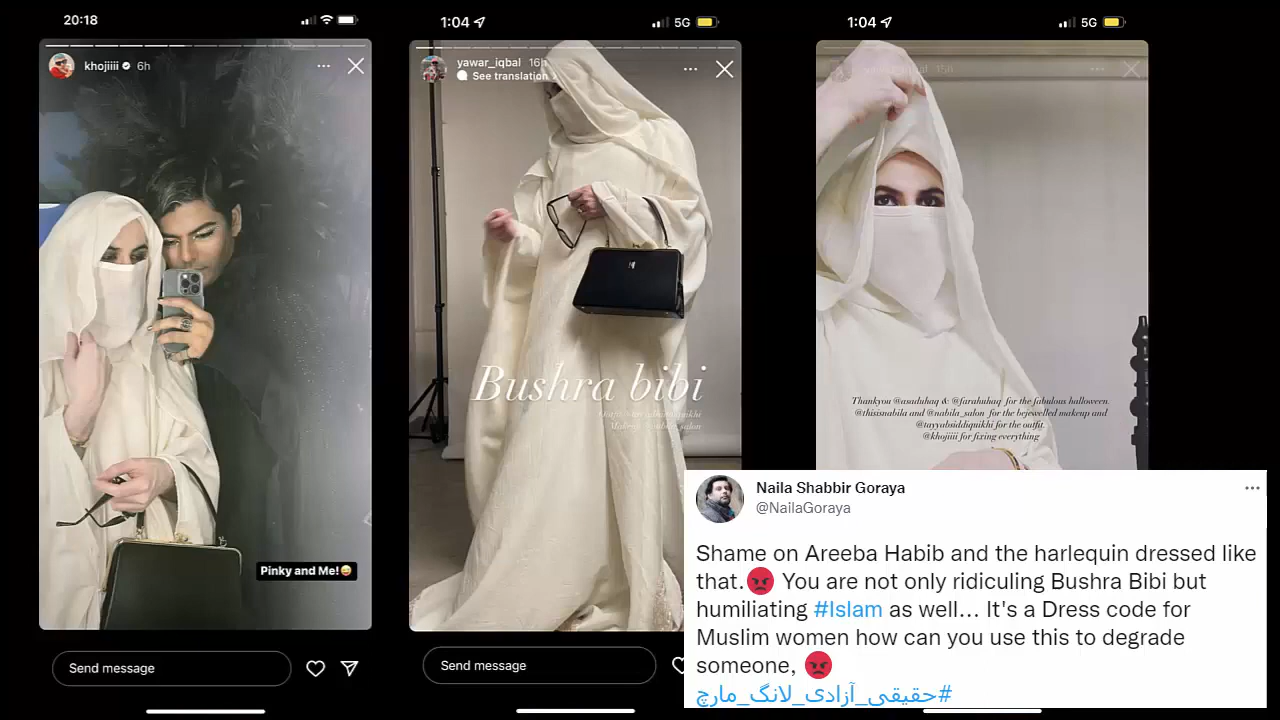 20:18
khojiiii 6h
Pinky and Me!😄
Send message
1:04
5G
yawar_iqbal 16h
See translation
Bushra bibi
Send message
1:04
5G
15h
Thankyou @asaduhaq & @farahuhaq for the fabulous halloween.
@thisisnabila and @nabila_salon for the bejewelled makeup and
@tayyabsiddiquikhi for the outfit.
@khojiiii for fixing everything
Naila Shabbir Goraya
@NailaGoraya
Shame on Areeba Habib and the harlequin dressed like
that.😡 You are not only ridiculing Bushra Bibi but
humiliating #Islam as well... It's a Dress code for
Muslim women how can you use this to degrade
someone, 😡
#حقیقی_آزادی_لانگ_مارچ